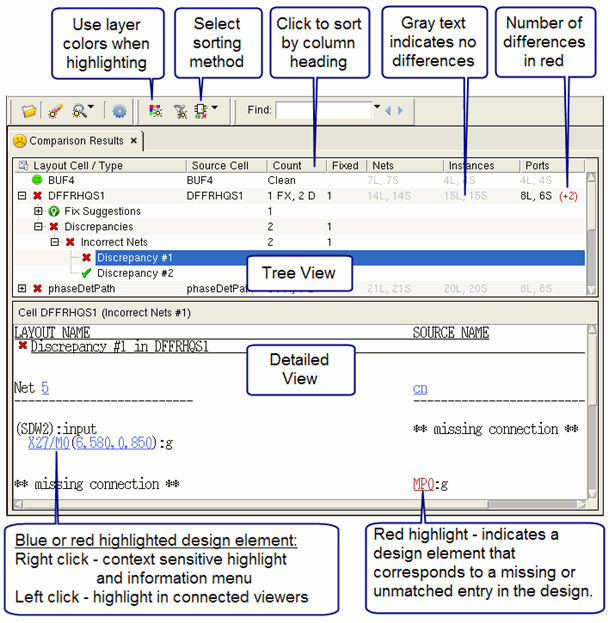 Use layer
colors when
highlighting
Select
sorting
method
Click to sort
by column
heading
Gray text
indicates no
differences
Number of
differences
in red
Find:
Comparison Results x
Layout Cell / Type Source Cell Count Fixed Nets Instances Ports
BUF4 BUF4 Clean 7L, 7S 4L, 4S 4L, 4S
DFFRHQS1 DFFRHQS1 1 FX, 2 D 1 14L, 14S 15L, 15S 8L, 6S (+2)
Fix Suggestions 1
Discrepancies 2 1
Incorrect Nets 2 1
Discrepancy #1
Discrepancy #2
phaseDetPath phaseDetPath 21L, 21S 20L, 20S 8L, 8S
Tree View
Cell DFFRHQS1 (Incorrect Nets #1)
LAYOUT NAME SOURCE NAME
Discrepancy #1 in DFFRHQS1
Detailed
View
Net 5 cn
(SDW2):input ** missing connection **
X27/M0(6.580,0.850):g
** missing connection ** MP0:g
Blue or red highlighted design element:
Right click - context sensitive highlight
and information menu
Left click - highlight in connected viewers
Red highlight - indicates a
design element that
corresponds to a missing or
unmatched entry in the design.